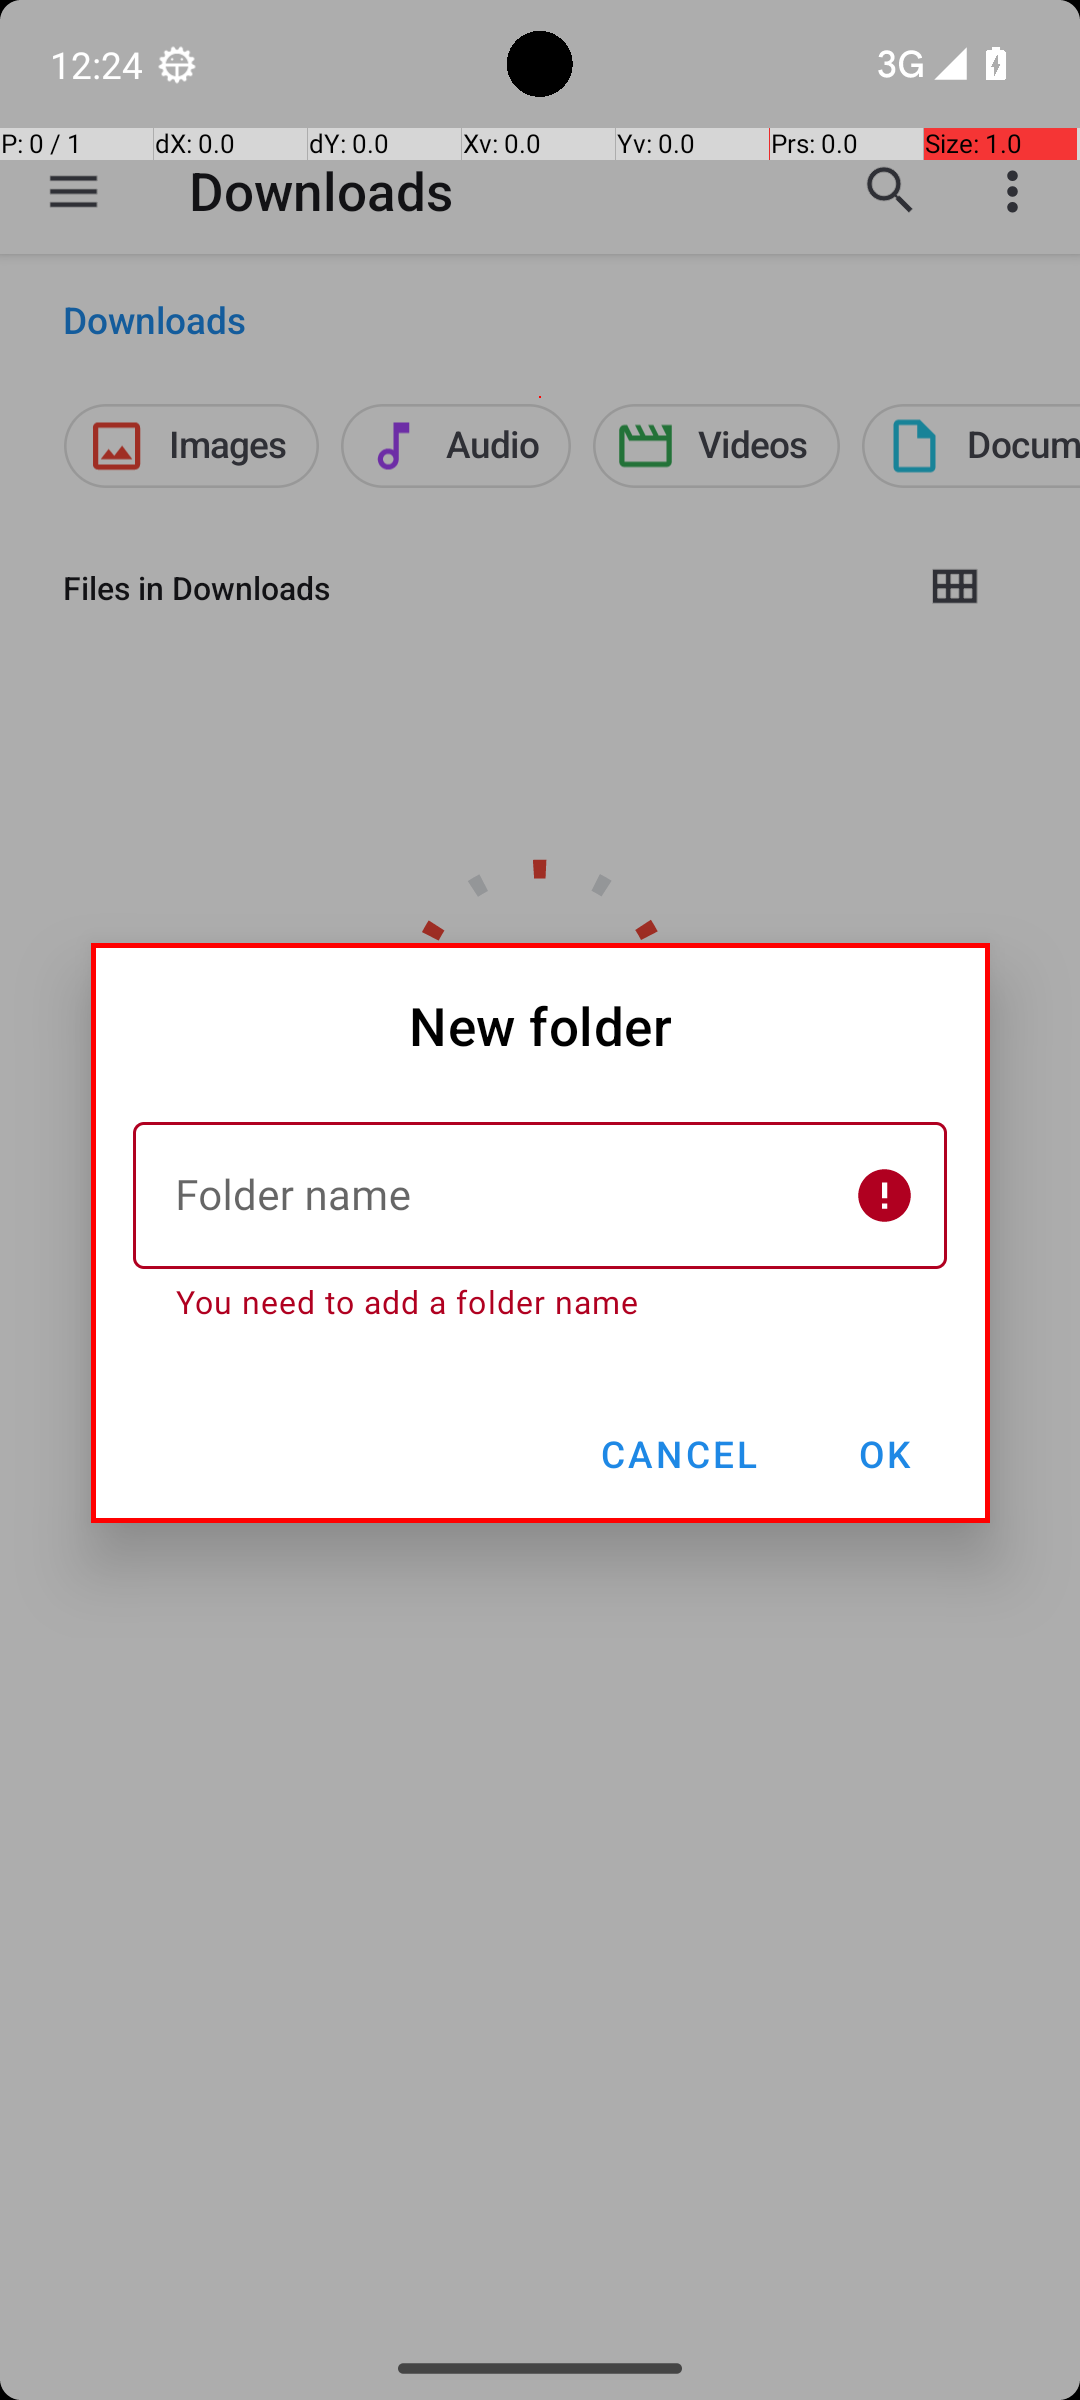 12:24
3G
P: 0 / 1
dX: 0.0
dY: 0.0
Xv: 0.0
Yv: 0.0
Prs: 0.0
Size: 1.0
Downloads
Downloads
Images
Audio
Videos
Docum
Files in Downloads
New folder
Folder name
You need to add a folder name
CANCEL
OK